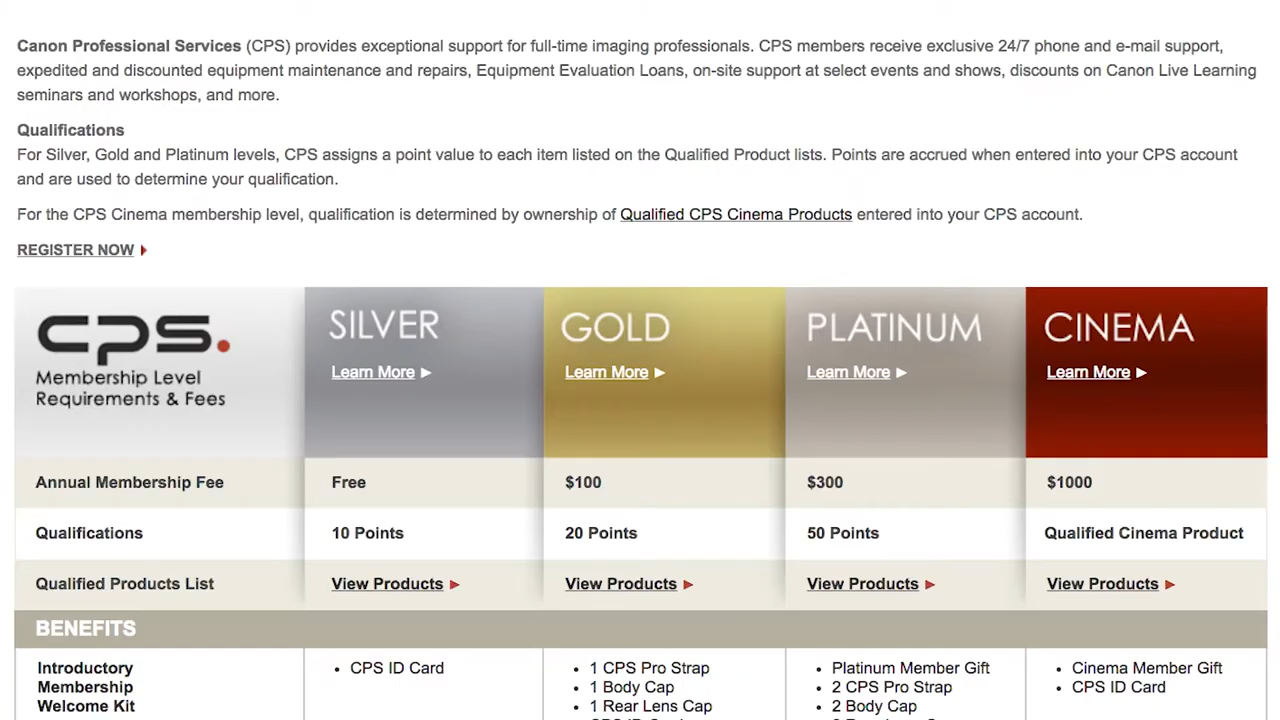 Canon Professional Services (CPS) provides exceptional support for full-time imaging professionals. CPS members receive exclusive 24/7 phone and e-mail support,
expedited and discounted equipment maintenance and repairs, Equipment Evaluation Loans, on-site support at select events and shows, discounts on Canon Live Learning
seminars and workshops, and more.
Qualifications
For Silver, Gold and Platinum levels, CPS assigns a point value to each item listed on the Qualified Product lists. Points are accrued when entered into your CPS account
and are used to determine your qualification.
For the CPS Cinema membership level, qualification is determined by ownership of Qualified CPS Cinema Products entered into your CPS account.
REGISTER NOW
cps. SILVER GOLD PLATINUM CINEMA
Membership Level Learn More Learn More Learn More Learn More
Requirements & Fees
Annual Membership Fee Free $100 $300 $1000
Qualifications 10 Points 20 Points 50 Points Qualified Cinema Product
Qualified Products List View Products View Products View Products View Products
BENEFITS
Introductory • CPS ID Card • 1 CPS Pro Strap • Platinum Member Gift • Cinema Member Gift
Membership • 1 Body Cap • 2 CPS Pro Strap • CPS ID Card
Welcome Kit • 1 Rear Lens Cap • 2 Body Cap